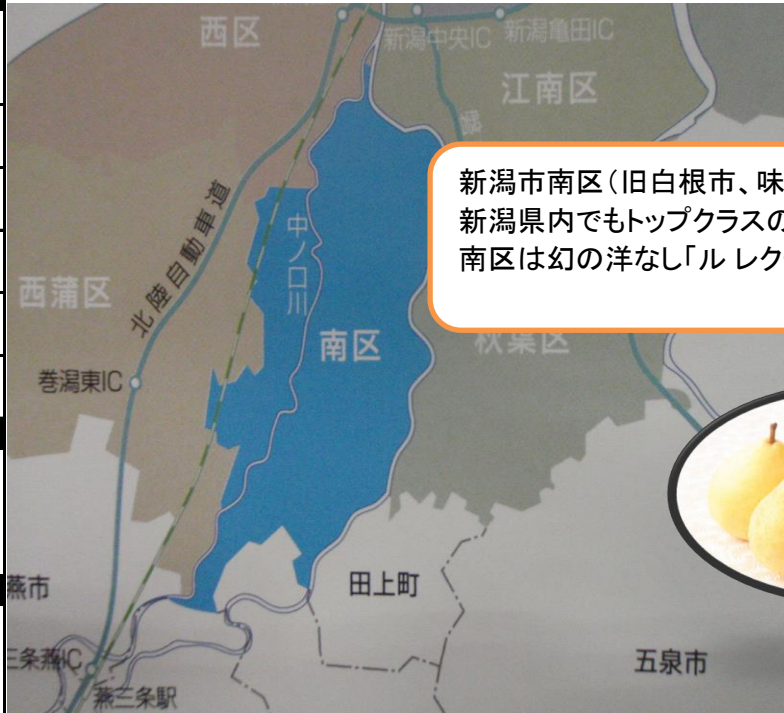 西区
新潟中央IC
新潟亀田IC
江南区
新潟市南区(旧白根市、味
新潟県内でもトップクラスの
南区は幻の洋なし「ル レク
北陸自動車道
中ノ口川
西蒲区
南区
秋葉区
巻潟東IC
燕市
田上町
三条燕IC
五泉市
燕三条駅